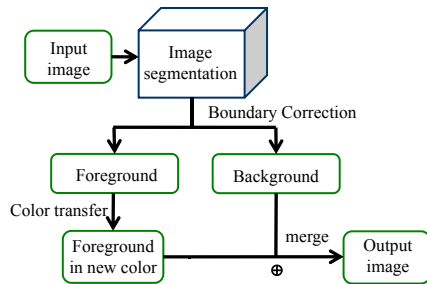 Input
image
Image
segmentation
Boundary Correction
Foreground
Background
Color transfer
Foreground
in new color
merge
⊕
Output
image